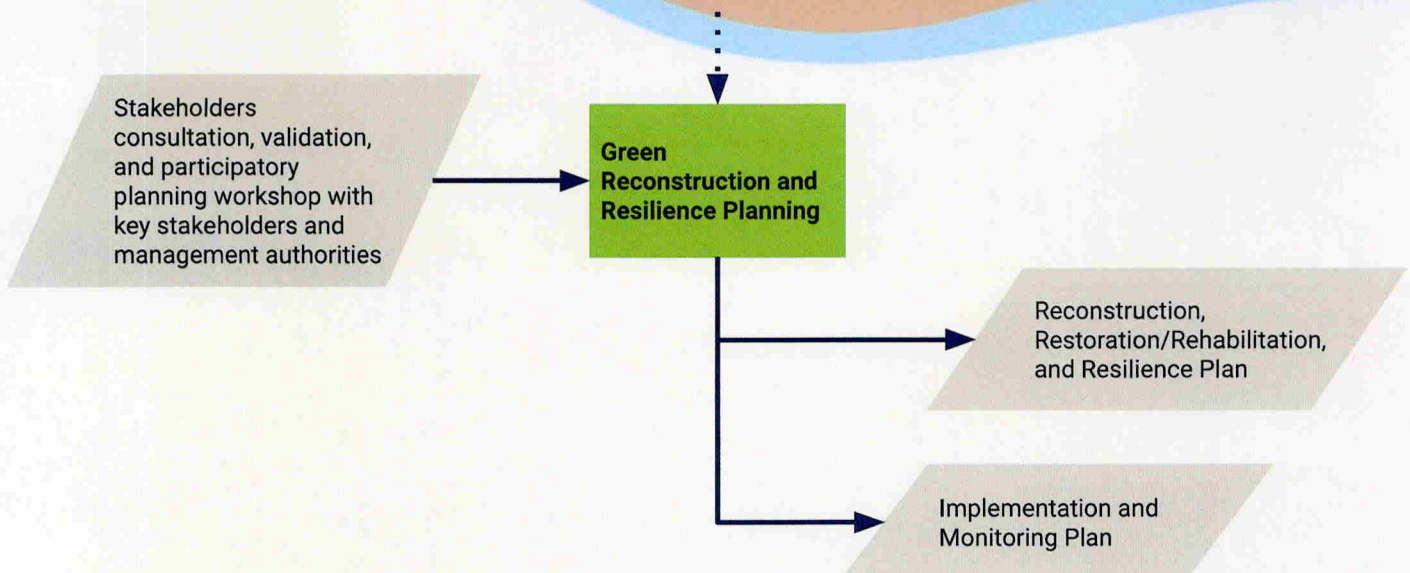 Stakeholders
consultation, validation,
and participatory
planning workshop with
key stakeholders and
management authorities
Green
Reconstruction and
Resilience Planning
Reconstruction,
Restoration/Rehabilitation,
and Resilience Plan
Implementation and
Monitoring Plan